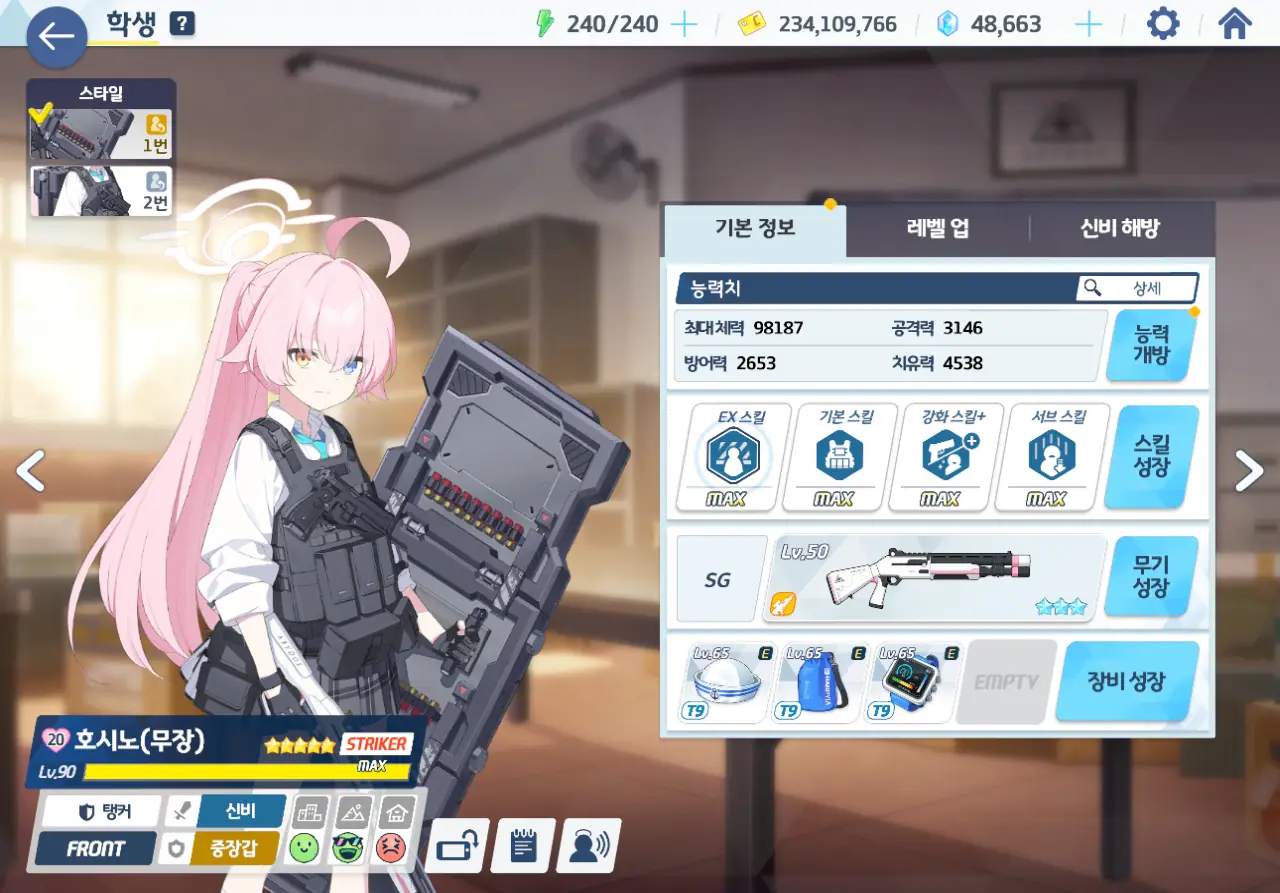 학생 ?
240/240
234,109,766
48,663
스타일
1번
2번
기본 정보
레벨 업
신비 해방
능력치
상세
최대 체력 98187
공격력 3146
방어력 2653
치유력 4538
능력
개방
EX 스킬
기본 스킬
강화 스킬+
서브 스킬
MAX
MAX
MAX
MAX
스킬
성장
SG
Lv.50
무기
성장
Lv.65 E
Lv.65 E
Lv.65 E
T9
T9
T9
EMPTY
장비 성장
20 호시노(무장)
STRIKER
Lv.90
MAX
탱커
신비
FRONT
중장갑